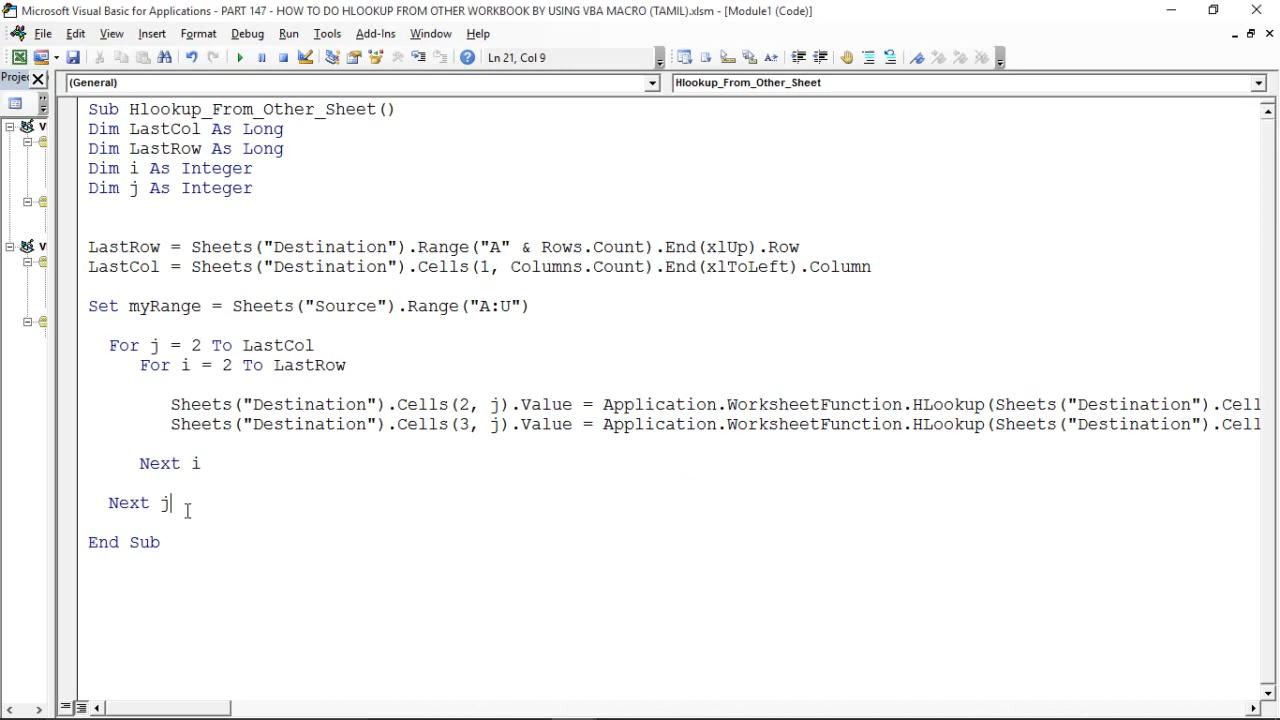 Microsoft Visual Basic for Applications - PART 147 - HOW TO DO HLOOKUP FROM OTHER WORKBOOK BY USING VBA MACRO (TAMIL).xlsm - [Module1 (Code)]
File Edit View Insert Format Debug Run Tools Add-Ins Window Help
Ln 21, Col 9
Projec
(General) Hlookup_From_Other_Sheet
Sub Hlookup_From_Other_Sheet()
Dim LastCol As Long
Dim LastRow As Long
Dim i As Integer
Dim j As Integer
LastRow = Sheets("Destination").Range("A" & Rows.Count).End(xlUp).Row
LastCol = Sheets("Destination").Cells(1, Columns.Count).End(xlToLeft).Column
Set myRange = Sheets("Source").Range("A:U")
For j = 2 To LastCol
For i = 2 To LastRow
Sheets("Destination").Cells(2, j).Value = Application.WorksheetFunction.HLookup(Sheets("Destination").Cell
Sheets("Destination").Cells(3, j).Value = Application.WorksheetFunction.HLookup(Sheets("Destination").Cell
Next i
Next j
End Sub